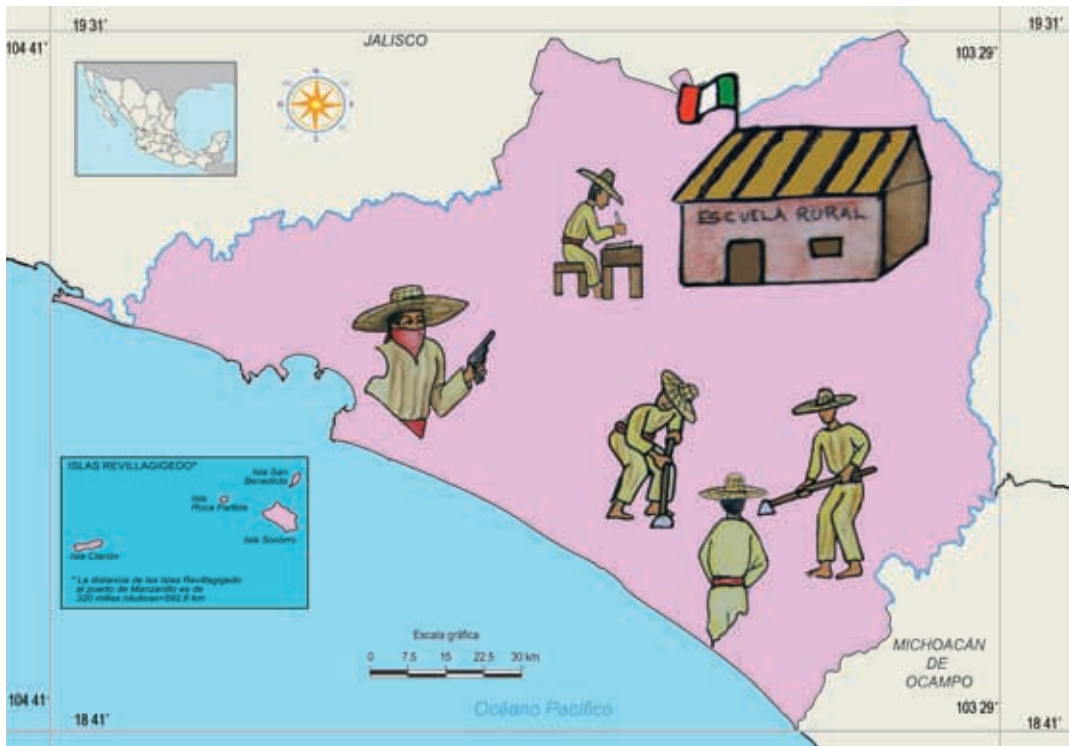 19 31´
19 31´
104 41´
103 29´
JALISCO
N
ESCUELA RURAL
ISLAS REVILLAGIGEDO*
Isla San
Benedicto
Isla
Roca Partida
Isla Socorro
Isla Clarión
* La distancia de las Islas Revillagigedo
al puerto de Manzanillo es de
320 millas náuticas=592.6 km
Escala gráfica
0 7.5 15 22.5 30 km
MICHOACÁN
DE
OCAMPO
Océano Pacífico
104 41´
103 29´
18 41´
18 41´